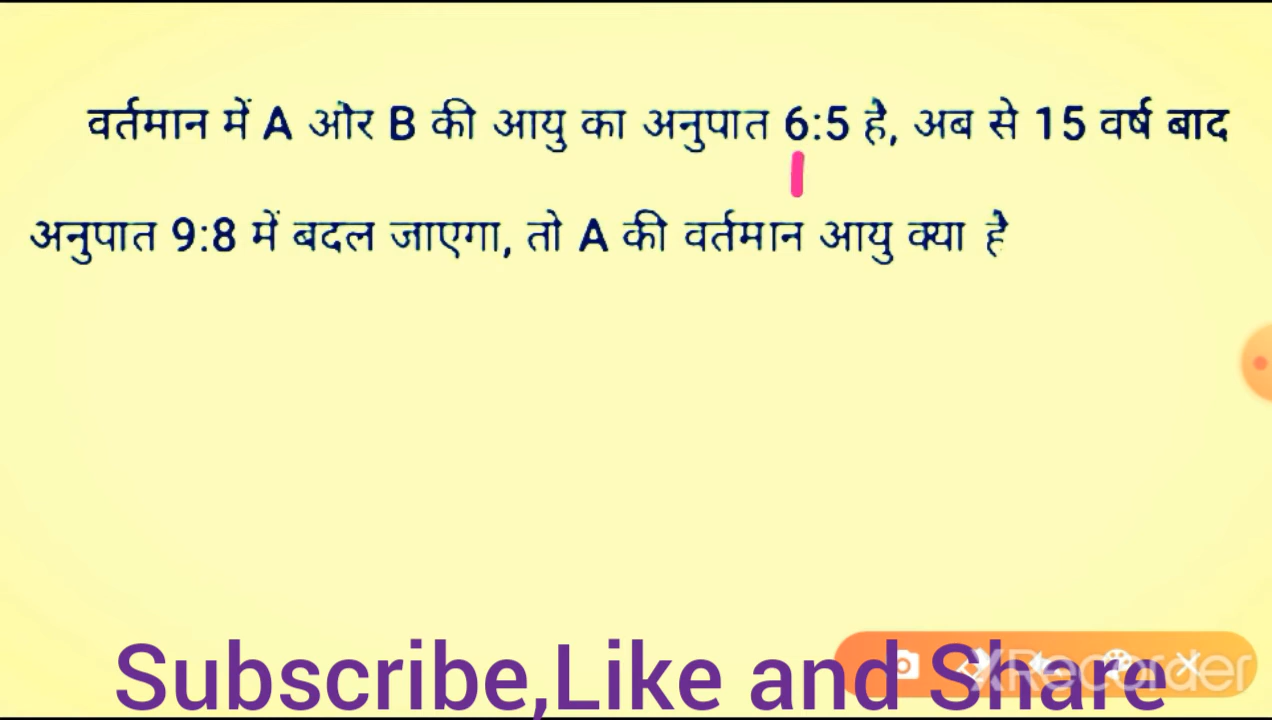 वर्तमान में A और B की आयु का अनुपात 6:5 है, अब से 15 वर्ष बाद
अनुपात 9:8 में बदल जाएगा, तो A की वर्तमान आयु क्या है
Subscribe,Like and Share
XRecorder